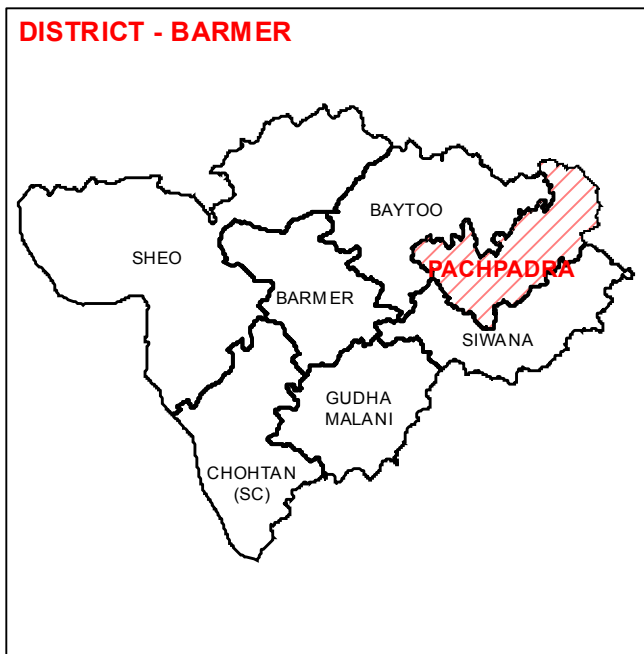 DISTRICT - BARMER
BAYTOO
SHEO
PACHPADRA
BARMER
SIWANA
GUDHA
MALANI
CHOHTAN
(SC)